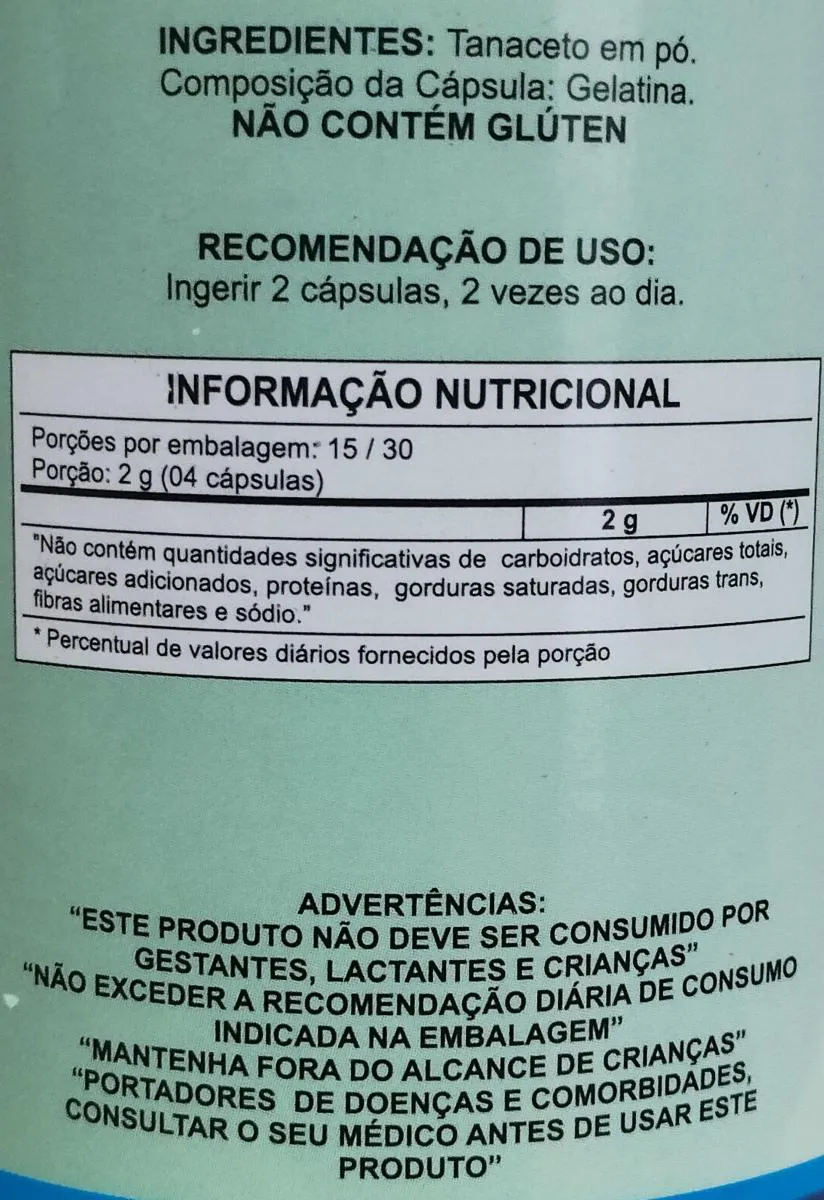 INGREDIENTES: Tanaceto em pó.
Composição da Cápsula: Gelatina.
NÃO CONTÉM GLÚTEN
RECOMENDAÇÃO DE USO:
Ingerir 2 cápsulas, 2 vezes ao dia.
INFORMAÇÃO NUTRICIONAL
Porções por embalagem: 15 / 30
Porção: 2 g (04 cápsulas)
2 g % VD (*)
"Não contém quantidades significativas de carboidratos, açúcares totais,
açúcares adicionados, proteínas, gorduras saturadas, gorduras trans,
fibras alimentares e sódio."
* Percentual de valores diários fornecidos pela porção
ADVERTÊNCIAS:
“ESTE PRODUTO NÃO DEVE SER CONSUMIDO POR
GESTANTES, LACTANTES E CRIANÇAS”
“NÃO EXCEDER A RECOMENDAÇÃO DIÁRIA DE CONSUMO
INDICADA NA EMBALAGEM”
“MANTENHA FORA DO ALCANCE DE CRIANÇAS”
“PORTADORES DE DOENÇAS E COMORBIDADES,
CONSULTAR O SEU MÉDICO ANTES DE USAR ESTE
PRODUTO”